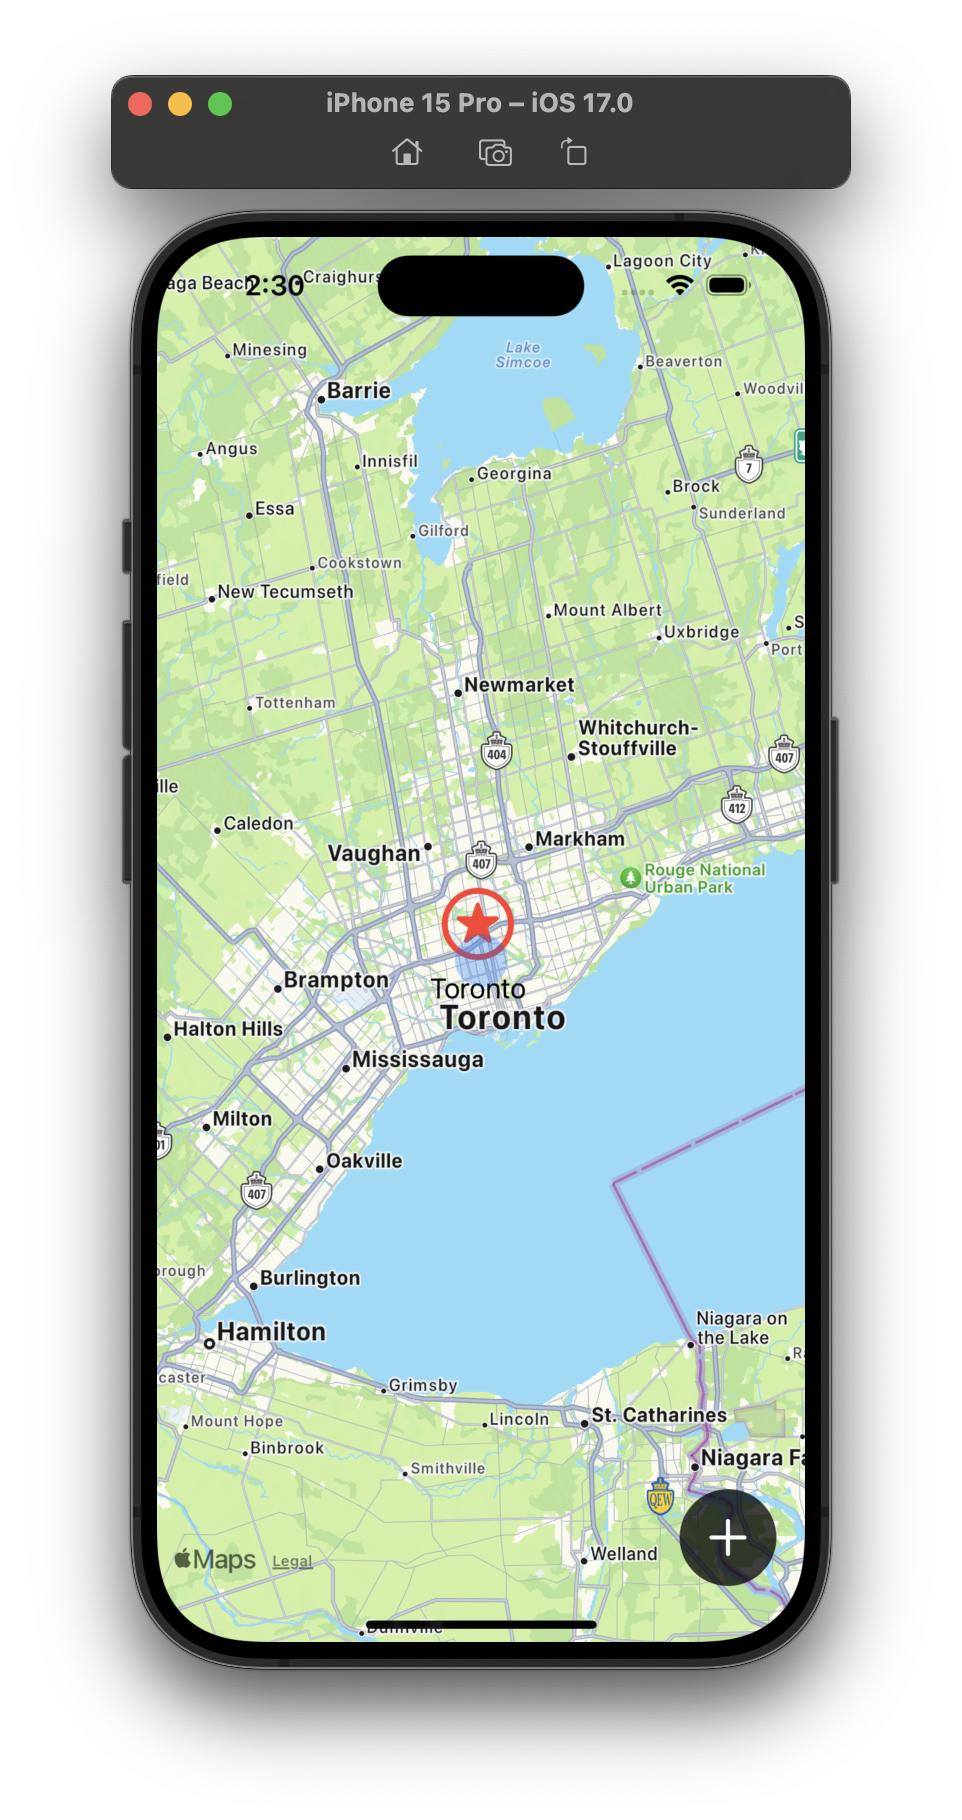 iPhone 15 Pro – iOS 17.0
Lagoon City
aga Beach
2:30
Craighurs
Lake
Simcoe
Minesing
Beaverton
Barrie
Woodvil
Angus
Innisfil
Georgina
7
Brock
Essa
Sunderland
Gilford
Cookstown
field
New Tecumseth
Mount Albert
Uxbridge
S
Port
Newmarket
Tottenham
Whitchurch-
Stouffville
404
407
ille
412
Caledon
Markham
Vaughan
407
Rouge National
Urban Park
Brampton
Toronto
Toronto
Halton Hills
Mississauga
Milton
01
Oakville
407
orough
Burlington
Niagara on
the Lake
Hamilton
Ra
caster
Grimsby
Mount Hope
Lincoln
St. Catharines
Binbrook
Niagara Fa
Smithville
QEW
Maps
Legal
Welland
Dunnville